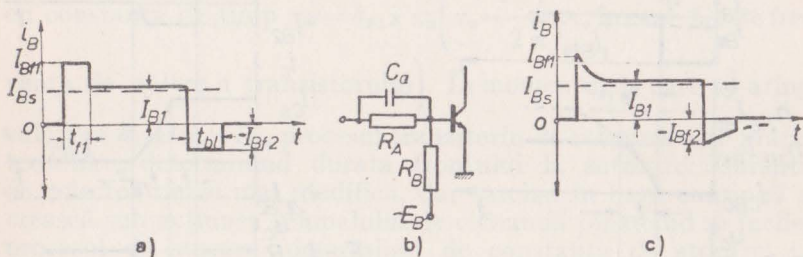 i_B
I_Bf1
I_Bs
O
t_f1
I_B1
t_bl
-I_Bf2
t
a)
C_a
R_A
R_B
-E_B
b)
i_B
I_Bf1
I_Bs
O
I_B1
-I_Bf2
t
c)